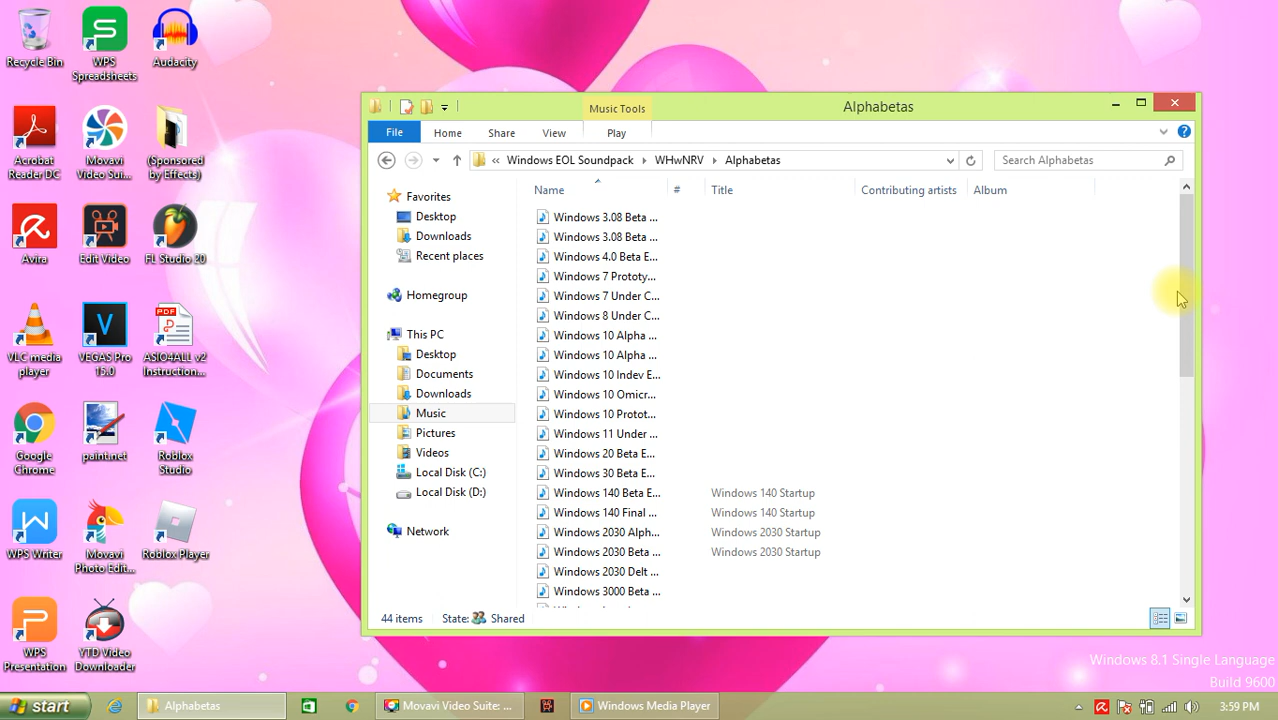 Recycle Bin
WPS Spreadsheets
Audacity
Acrobat Reader DC
Movavi Video Sui...
(Sponsored by Effects)
Avira
Edit Video
FL Studio 20
VLC media player
VEGAS Pro 15.0
ASIO4ALL v2 Instruction...
Google Chrome
paint.net
Roblox Studio
WPS Writer
Movavi Photo Edit...
Roblox Player
WPS Presentation
YTD Video Downloader
Music Tools
Alphabetas
File Home Share View Play
« Windows EOL Soundpack WHwNRV Alphabetas
Search Alphabetas
Name # Title Contributing artists Album
Favorites
Desktop
Downloads
Recent places
Homegroup
This PC
Desktop
Documents
Downloads
Music
Pictures
Videos
Local Disk (C:)
Local Disk (D:)
Network
Windows 3.08 Beta ...
Windows 3.08 Beta ...
Windows 4.0 Beta E...
Windows 7 Prototy...
Windows 7 Under C...
Windows 8 Under C...
Windows 10 Alpha ...
Windows 10 Alpha ...
Windows 10 Indev E...
Windows 10 Omicr...
Windows 10 Protot...
Windows 11 Under ...
Windows 20 Beta E...
Windows 30 Beta E...
Windows 140 Beta E... Windows 140 Startup
Windows 140 Final ... Windows 140 Startup
Windows 2030 Alph... Windows 2030 Startup
Windows 2030 Beta ... Windows 2030 Startup
Windows 2030 Delt ...
Windows 3000 Beta ...
44 items State: Shared
Windows 8.1 Single Language
Build 9600
start
Alphabetas
Movavi Video Suite: ...
Windows Media Player
3:59 PM